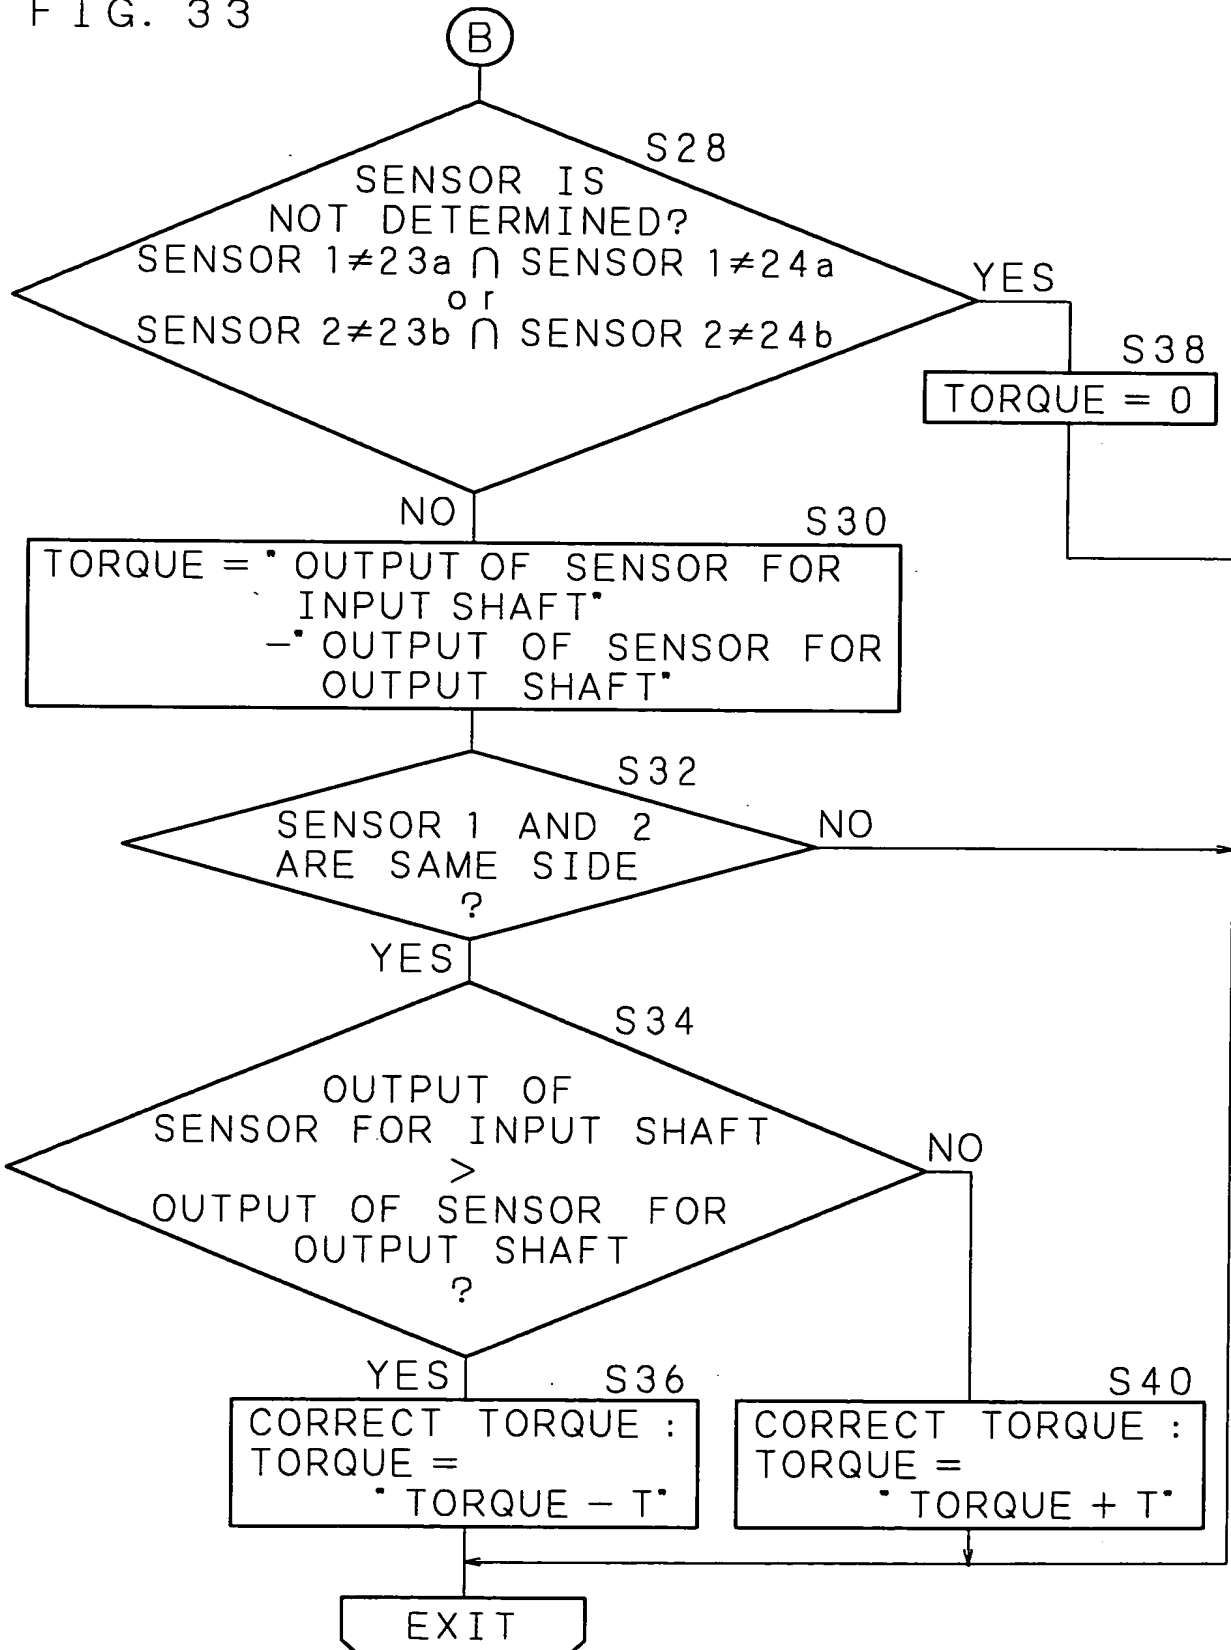 FIG. 33
B
S28
SENSOR IS
NOT DETERMINED?
SENSOR 1≠23a ∩ SENSOR 1≠24a
or
SENSOR 2≠23b ∩ SENSOR 2≠24b
YES
S38
TORQUE = 0
NO
S30
TORQUE = "OUTPUT OF SENSOR FOR
INPUT SHAFT"
−"OUTPUT OF SENSOR FOR
OUTPUT SHAFT"
S32
SENSOR 1 AND 2
ARE SAME SIDE
?
NO
YES
S34
OUTPUT OF
SENSOR FOR INPUT SHAFT
>
OUTPUT OF SENSOR FOR
OUTPUT SHAFT
?
NO
YES
S36
CORRECT TORQUE :
TORQUE =
"TORQUE − T"
S40
CORRECT TORQUE :
TORQUE =
"TORQUE + T"
EXIT